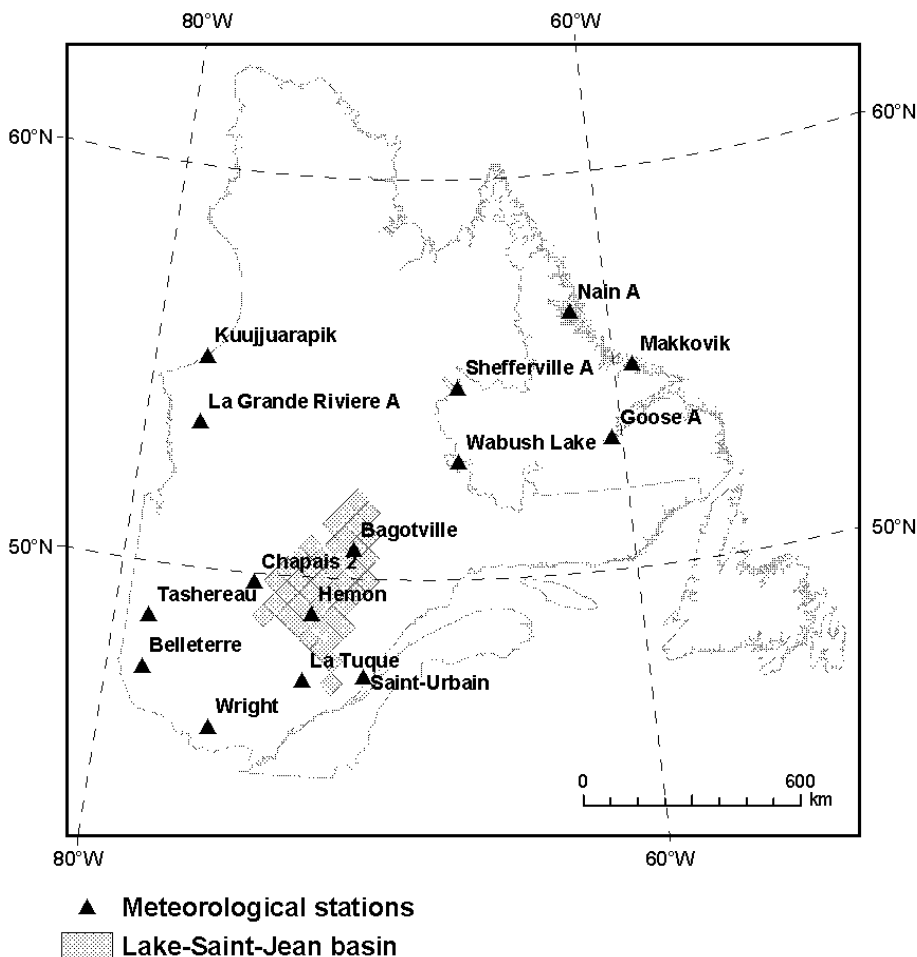 80°W 60°W
60°N 60°N
Nain A
Kuujjuarapik Makkovik
Shefferville A
La Grande Riviere A
Goose A
Wabush Lake
50°N 50°N
Bagotville
Chapais 2
Tashereau Hemon
Belleterre
La Tuque
Saint-Urbain
Wright
0 600
km
80°W 60°W
Meteorological stations
Lake-Saint-Jean basin